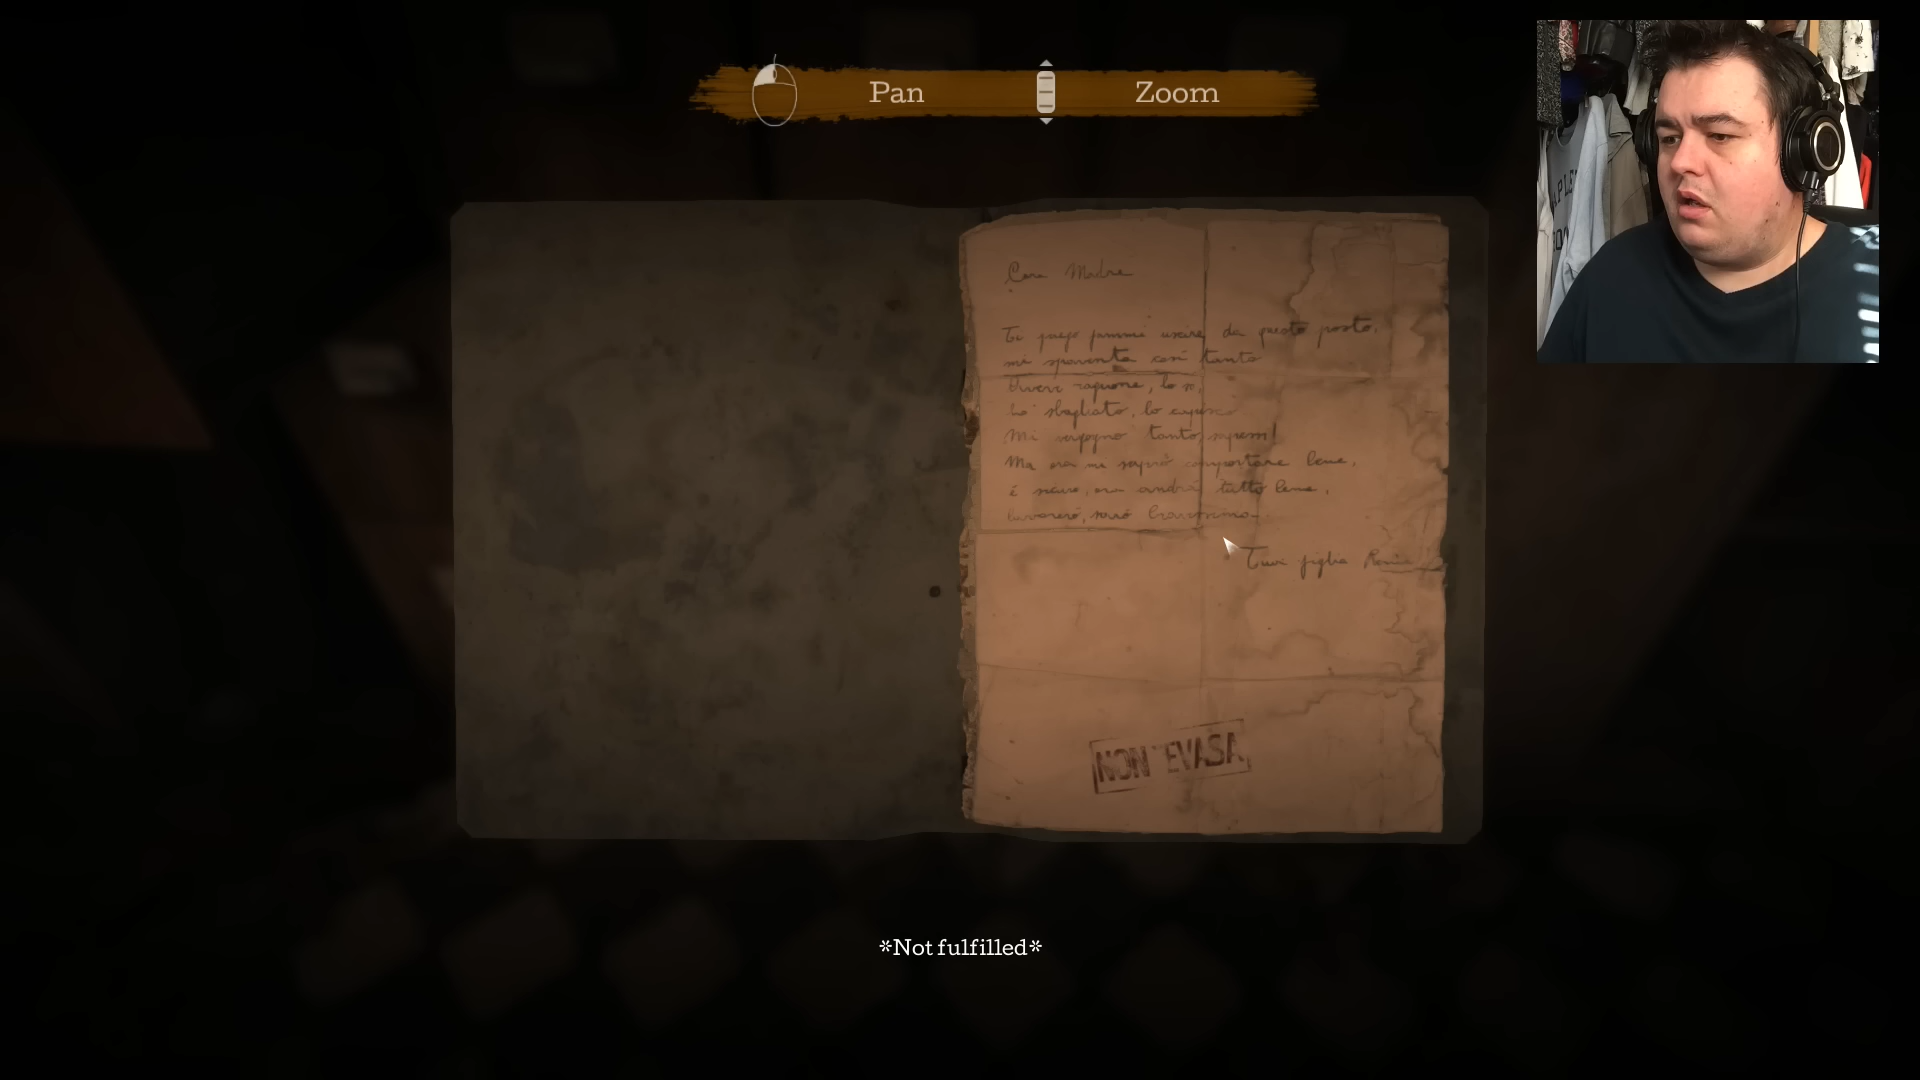 Pan
Zoom
Cara Madre
Ti prego fammi uscire da questo posto,
mi spaventa così tanto
Avevi ragione, lo so,
ho sbagliato, lo capisco
Mi vergogno tanto,
Ma ora mi saprò comportare bene,
è sicuro, ora andrà tutto bene,
lavorerò, sarò bravissima
Tua figlia
NON EVASA
*Not fulfilled*